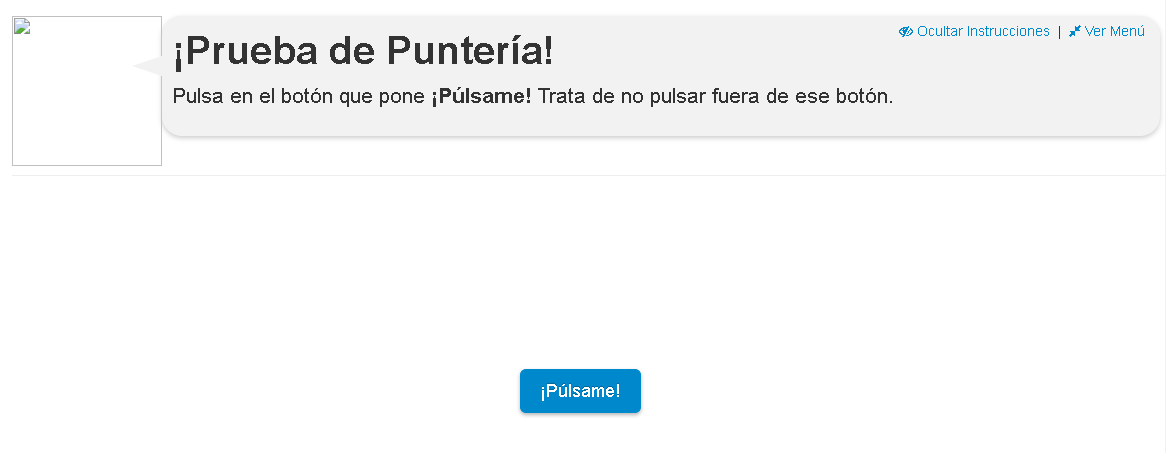 Ocultar Instrucciones | Ver Menú
¡Prueba de Puntería!
Pulsa en el botón que pone ¡Púlsame! Trata de no pulsar fuera de ese botón.
¡Púlsame!